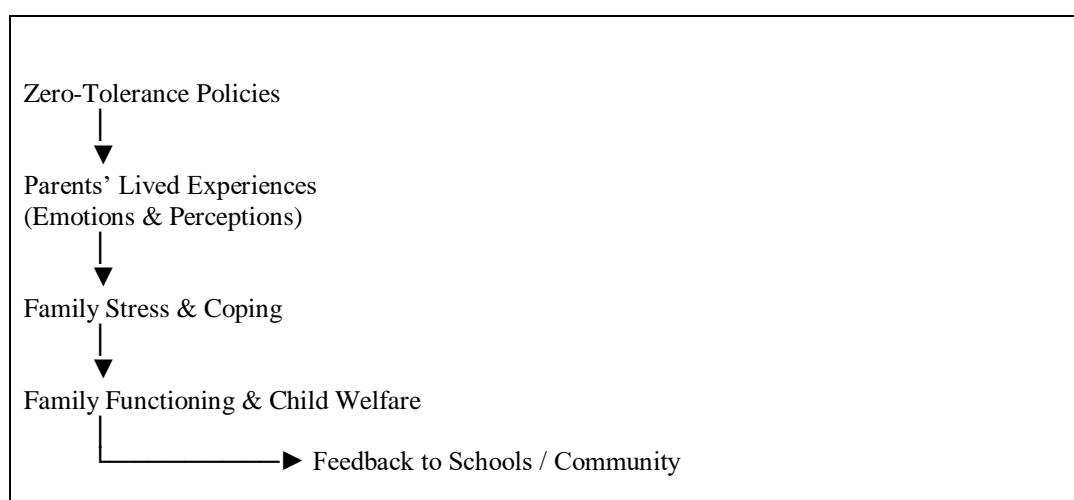 Zero-Tolerance Policies
Parents’ Lived Experiences
(Emotions & Perceptions)
Family Stress & Coping
Family Functioning & Child Welfare
Feedback to Schools / Community